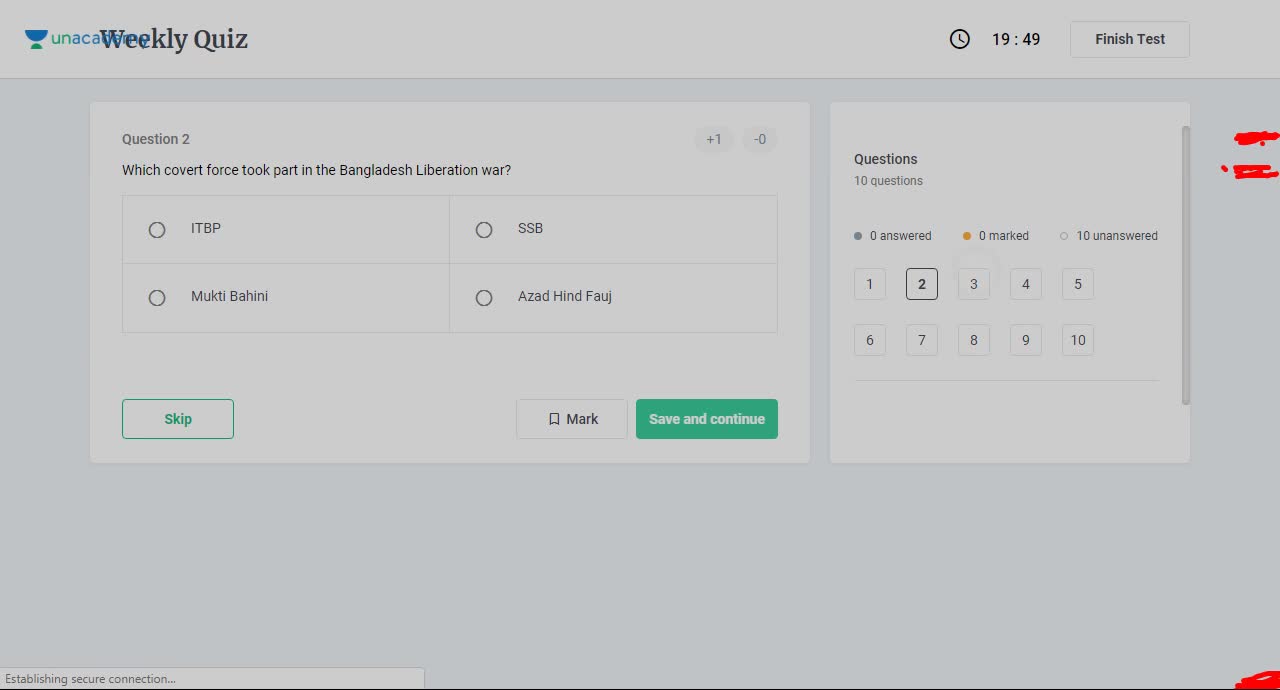 unacademy
Weekly Quiz
19 : 49
Finish Test
Question 2
+1
-0
Which covert force took part in the Bangladesh Liberation war?
ITBP
SSB
Mukti Bahini
Azad Hind Fauj
Skip
Mark
Save and continue
Questions
10 questions
0 answered
0 marked
10 unanswered
1 2 3 4 5
6 7 8 9 10
Establishing secure connection...